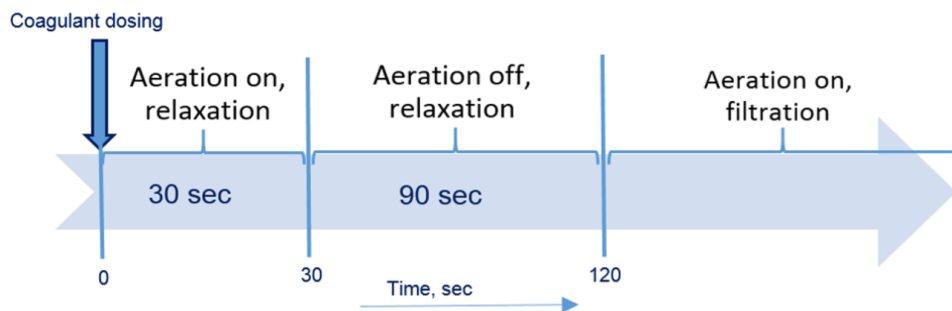 Coagulant dosing
Aeration on,
relaxation
Aeration off,
relaxation
Aeration on,
filtration
30 sec
90 sec
0
30
120
Time, sec